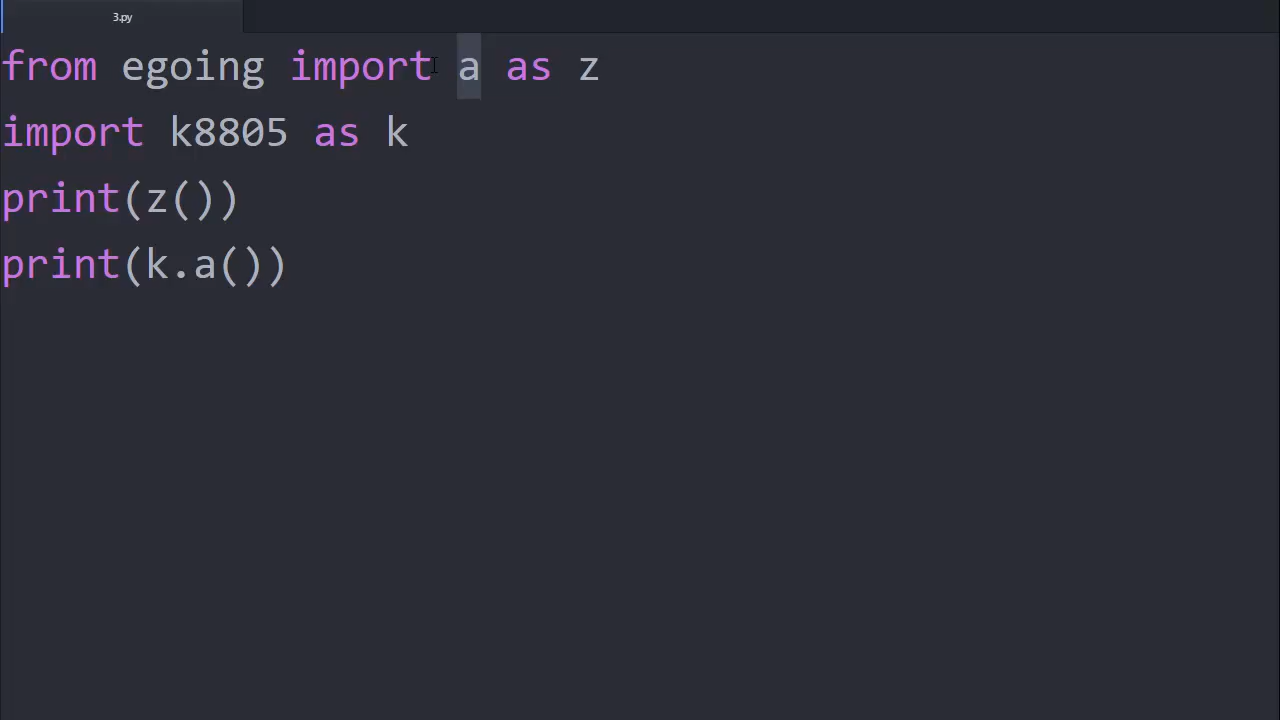 3.py
from egoing import a as z
import k8805 as k
print(z())
print(k.a())